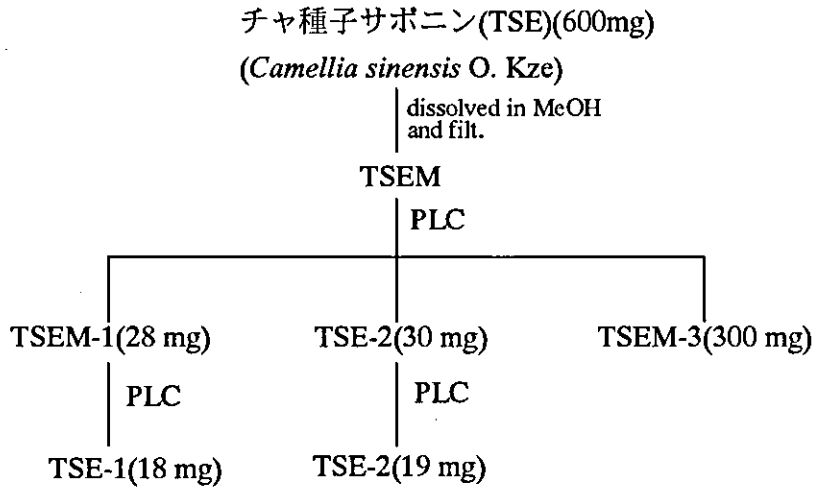 チャ種子サポニン(TSE)(600mg)
(Camellia sinensis O. Kze)
dissolved in MeOH
and filt.
TSEM
PLC
TSEM-1(28 mg)
TSE-2(30 mg)
TSEM-3(300 mg)
PLC
PLC
TSE-1(18 mg)
TSE-2(19 mg)